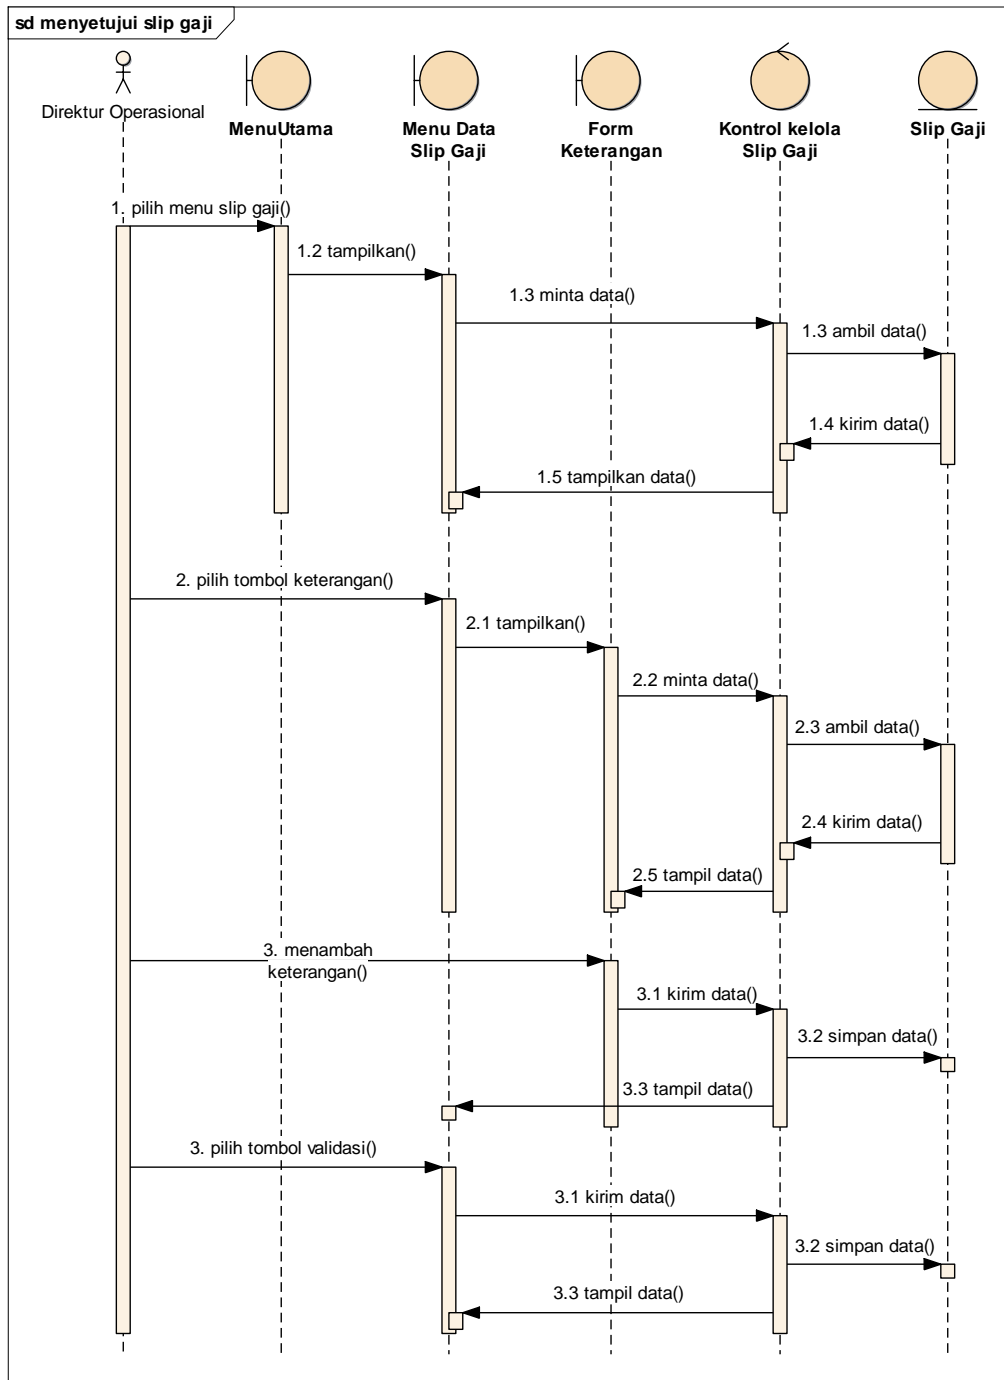 sd menyetujui slip gaji
Direktur Operasional
MenuUtama
Menu Data
Slip Gaji
Form
Keterangan
Kontrol kelola
Slip Gaji
Slip Gaji
1. pilih menu slip gaji()
1.2 tampilkan()
1.3 minta data()
1.3 ambil data()
1.4 kirim data()
1.5 tampilkan data()
2. pilih tombol keterangan()
2.1 tampilkan()
2.2 minta data()
2.3 ambil data()
2.4 kirim data()
2.5 tampil data()
3. menambah
keterangan()
3.1 kirim data()
3.2 simpan data()
3.3 tampil data()
3. pilih tombol validasi()
3.1 kirim data()
3.2 simpan data()
3.3 tampil data()